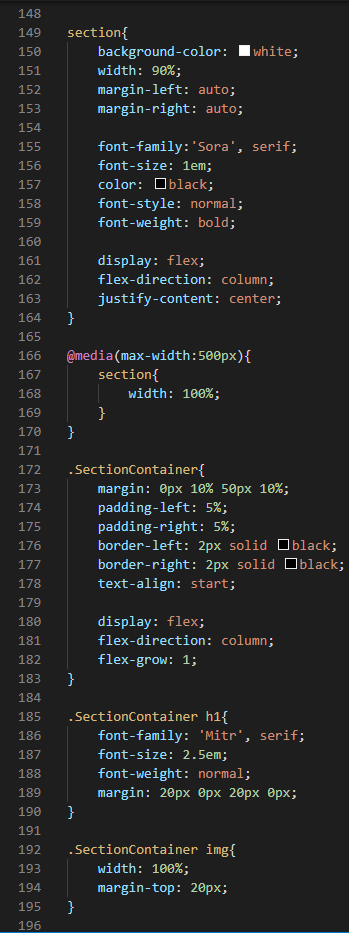 148
149 section{
150 background-color: white;
151 width: 90%;
152 margin-left: auto;
153 margin-right: auto;
154
155 font-family:'Sora', serif;
156 font-size: 1em;
157 color: black;
158 font-style: normal;
159 font-weight: bold;
160
161 display: flex;
162 flex-direction: column;
163 justify-content: center;
164 }
165
166 @media(max-width:500px){
167 section{
168 width: 100%;
169 }
170 }
171
172 .SectionContainer{
173 margin: 0px 10% 50px 10%;
174 padding-left: 5%;
175 padding-right: 5%;
176 border-left: 2px solid black;
177 border-right: 2px solid black;
178 text-align: start;
179
180 display: flex;
181 flex-direction: column;
182 flex-grow: 1;
183 }
184
185 .SectionContainer h1{
186 font-family: 'Mitr', serif;
187 font-size: 2.5em;
188 font-weight: normal;
189 margin: 20px 0px 20px 0px;
190 }
191
192 .SectionContainer img{
193 width: 100%;
194 margin-top: 20px;
195 }
196